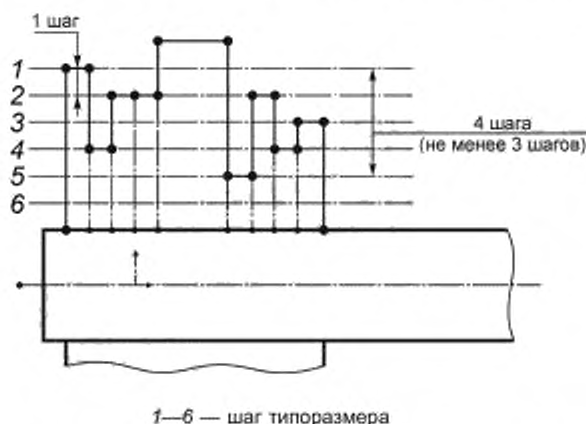 1 шаг
1
2
3
4
5
6
4 шага
(не менее 3 шагов)
1—6 — шаг типоразмера